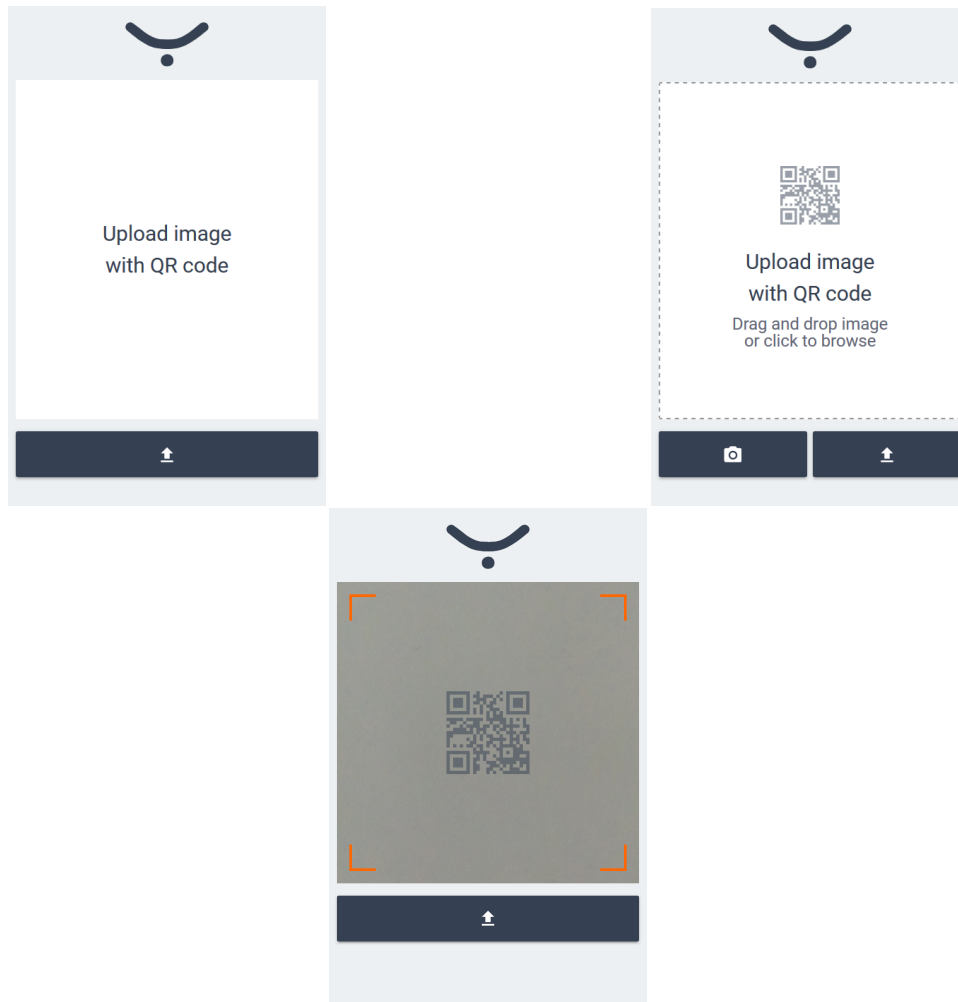 Upload image
with QR code
Upload image
with QR code
Drag and drop image
or click to browse